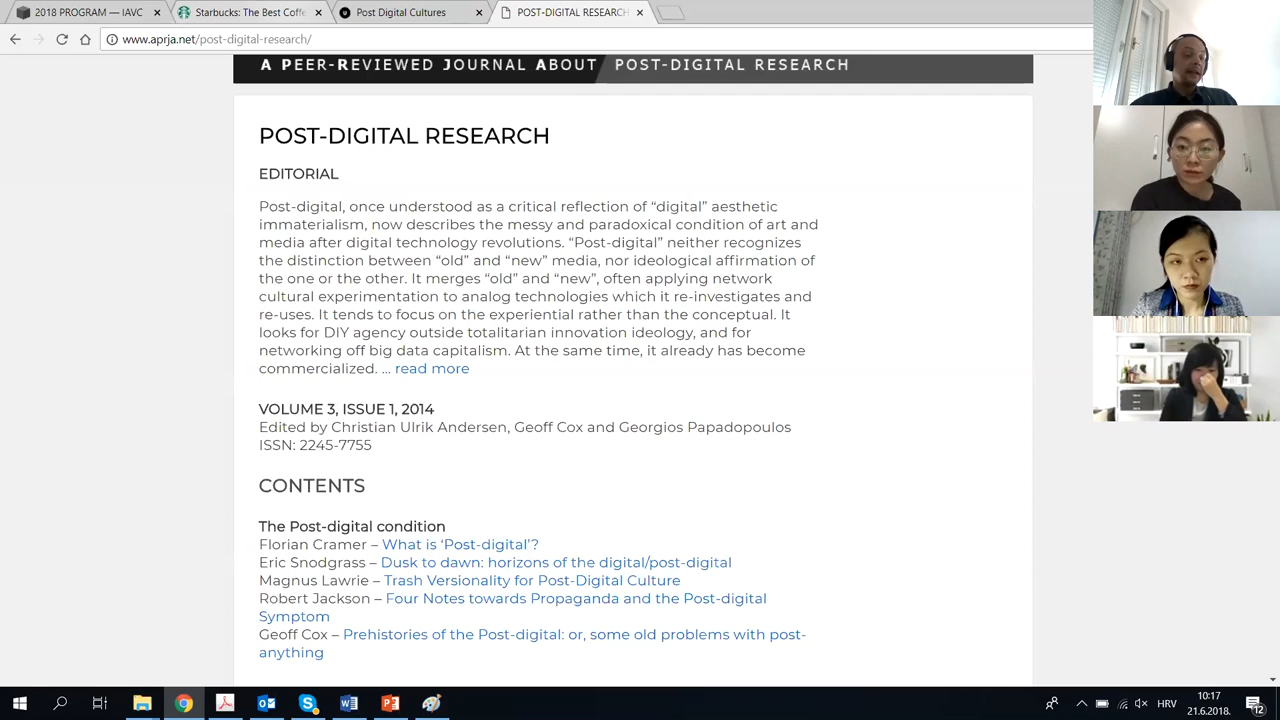 2018 PROGRAM — IAVC
Starbucks: The Best Coffe
Post Digital Cultures
POST-DIGITAL RESEARCH
www.aprja.net/post-digital-research/
A PEER-REVIEWED JOURNAL ABOUT POST-DIGITAL RESEARCH
POST-DIGITAL RESEARCH
EDITORIAL
Post-digital, once understood as a critical reflection of “digital” aesthetic
immaterialism, now describes the messy and paradoxical condition of art and
media after digital technology revolutions. “Post-digital” neither recognizes
the distinction between “old” and “new” media, nor ideological affirmation of
the one or the other. It merges “old” and “new”, often applying network
cultural experimentation to analog technologies which it re-investigates and
re-uses. It tends to focus on the experiential rather than the conceptual. It
looks for DIY agency outside totalitarian innovation ideology, and for
networking off big data capitalism. At the same time, it already has become
commercialized. ... read more
VOLUME 3, ISSUE 1, 2014
Edited by Christian Ulrik Andersen, Geoff Cox and Georgios Papadopoulos
ISSN: 2245-7755
CONTENTS
The Post-digital condition
Florian Cramer – What is ‘Post-digital’?
Eric Snodgrass – Dusk to dawn: horizons of the digital/post-digital
Magnus Lawrie – Trash Versionality for Post-Digital Culture
Robert Jackson – Four Notes towards Propaganda and the Post-digital
Symptom
Geoff Cox – Prehistories of the Post-digital: or, some old problems with post-
anything
HRV
10:17
21.6.2018.
12